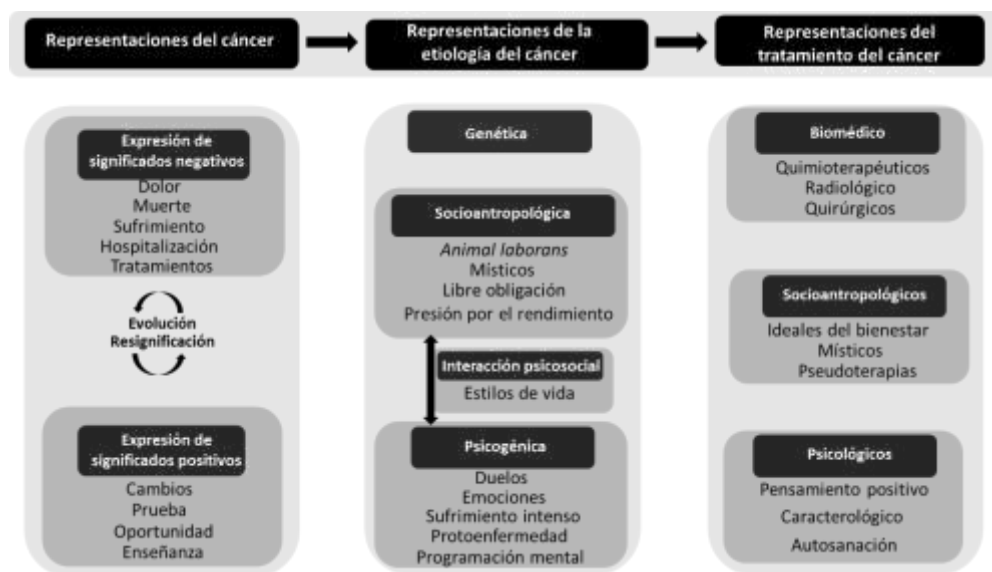 Representaciones del cáncer
Representaciones de la
etiología del cáncer
Representaciones del
tratamiento del cáncer
Expresión de
significados negativos
Dolor
Muerte
Sufrimiento
Hospitalización
Tratamientos
Evolución
Resignificación
Expresión de
significados positivos
Cambios
Prueba
Oportunidad
Enseñanza
Genética
Socioantropológica
Animal laborans
Místicos
Libre obligación
Presión por el rendimiento
Interacción psicosocial
Estilos de vida
Psicogénica
Duelos
Emociones
Sufrimiento intenso
Protoenfermedad
Programación mental
Biomédico
Quimioterapéuticos
Radiológico
Quirúrgicos
Socioantropológicos
Ideales del bienestar
Místicos
Pseudoterapias
Psicológicos
Pensamiento positivo
Caracterológico
Autosanación